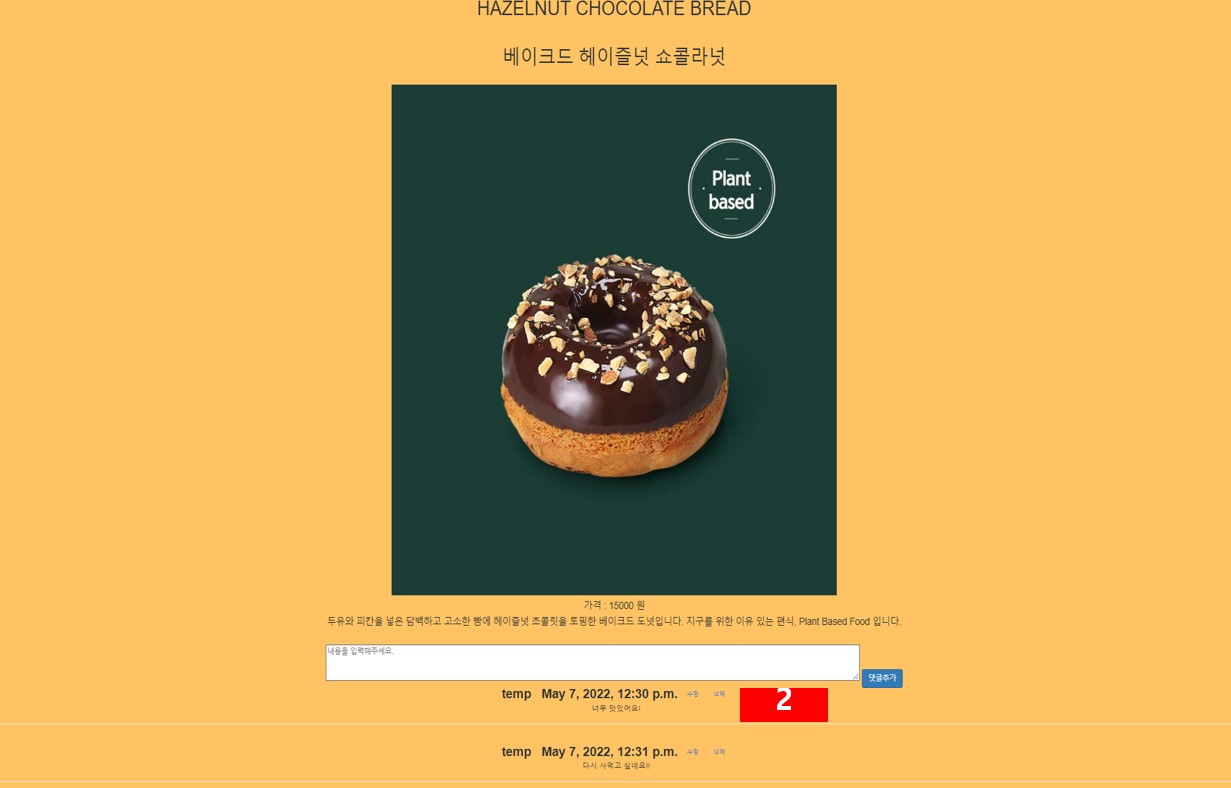 HAZELNUT CHOCOLATE BREAD
베이크드 헤이즐넛 쇼콜라넛
Plant
based
가격 : 15000 원
두유와 피칸을 넣은 담백하고 고소한 빵에 헤이즐넛 초콜릿을 토핑한 베이크드 도넛입니다. 지구를 위한 이유 있는 편식, Plant Based Food 입니다.
내용을 입력해주세요.
댓글추가
temp May 7, 2022, 12:30 p.m. 수정 삭제
2
너무 맛있어요!
temp May 7, 2022, 12:31 p.m. 수정 삭제
다시 사먹고 싶네요!!